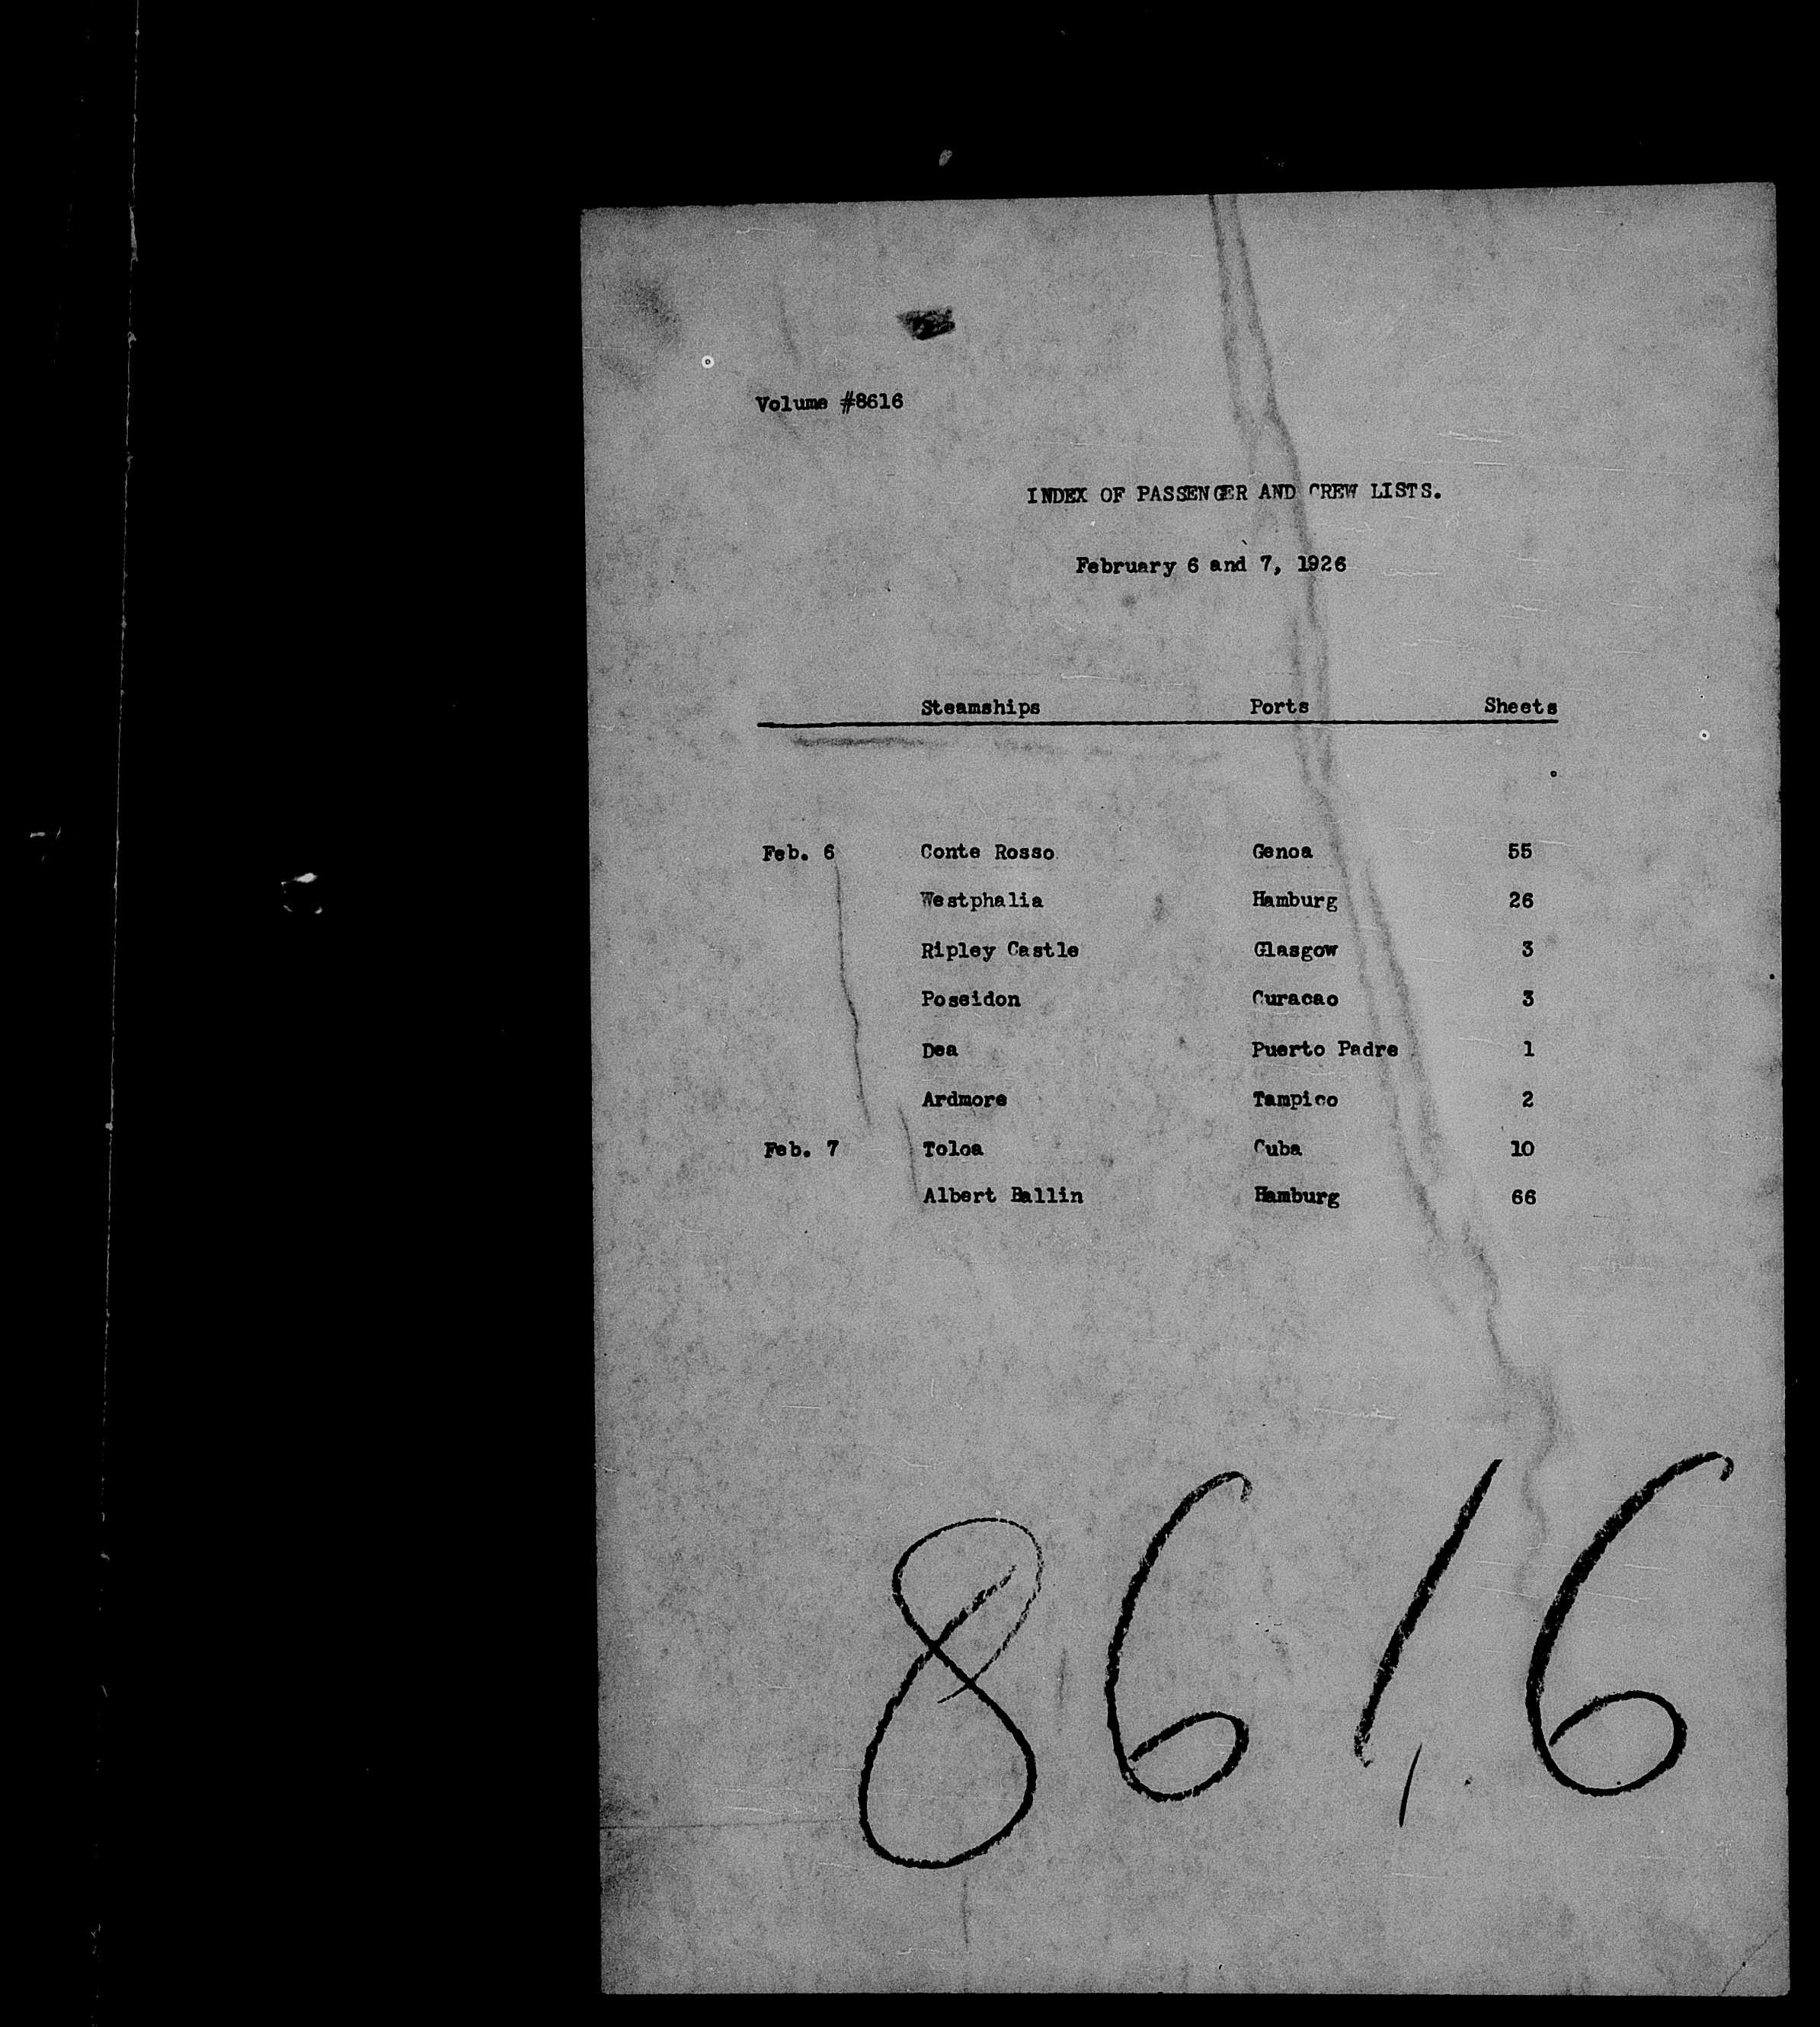 Volume #8616
INDEX OF PASSENGER AND CREW LISTS.
February 6 and 7, 1926
Steamships Ports Sheets
Feb. 6 Conte Rosso Genoa 55
Westphalia Hamburg 26
Ripley Castle Glasgow 3
Poseidon Curacao 3
Dea Puerto Padre 1
Ardmore Tampico 2
Feb. 7 Toloa Cuba 10
Albert Ballin Hamburg 66
8616